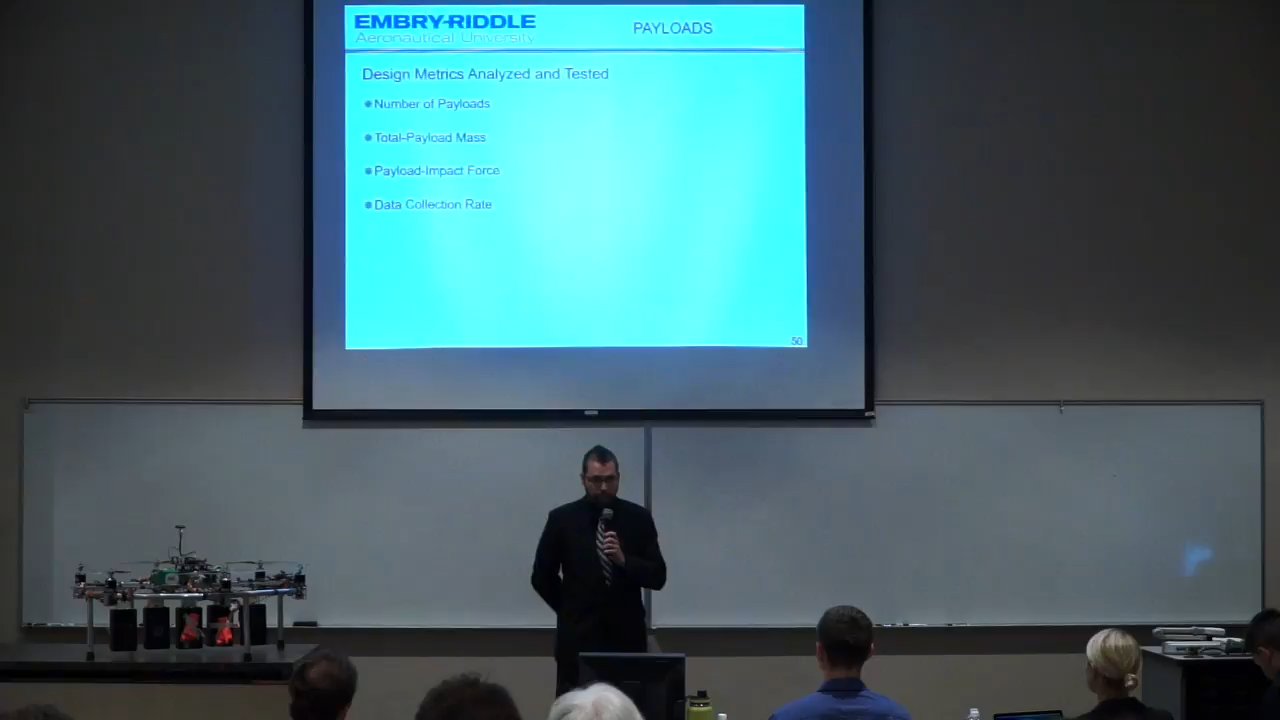 EMBRY-RIDDLE
Aeronautical University
PAYLOADS
Design Metrics Analyzed and Tested
Number of Payloads
Total-Payload Mass
Payload-Impact Force
Data Collection Rate
50